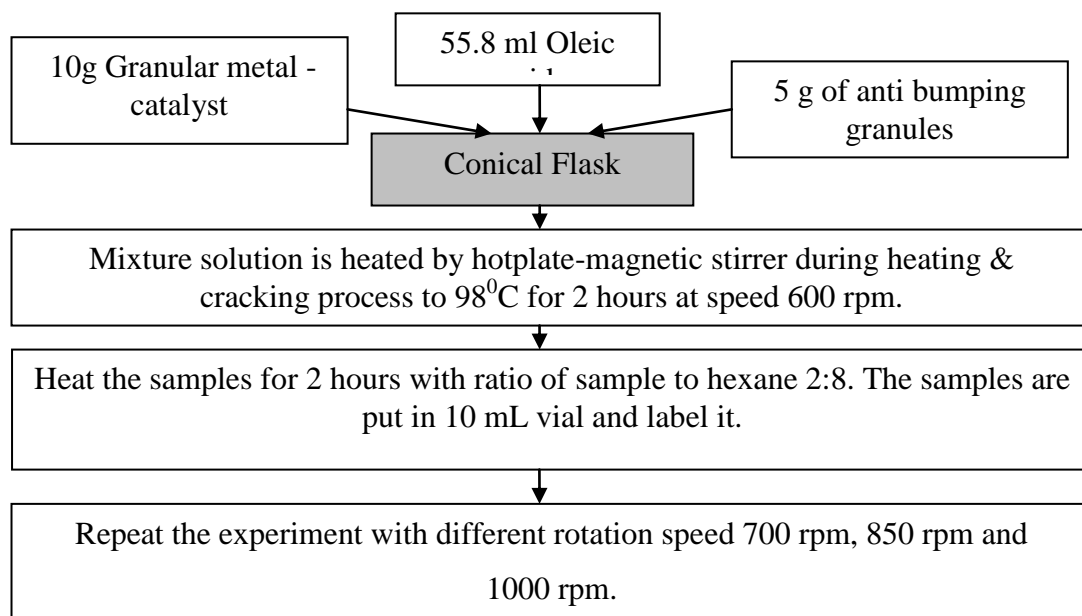 10g Granular metal -
catalyst
55.8 ml Oleic
5 g of anti bumping
granules
Conical Flask
Mixture solution is heated by hotplate-magnetic stirrer during heating &
cracking process to 98⁰C for 2 hours at speed 600 rpm.
Heat the samples for 2 hours with ratio of sample to hexane 2:8. The samples are
put in 10 mL vial and label it.
Repeat the experiment with different rotation speed 700 rpm, 850 rpm and
1000 rpm.